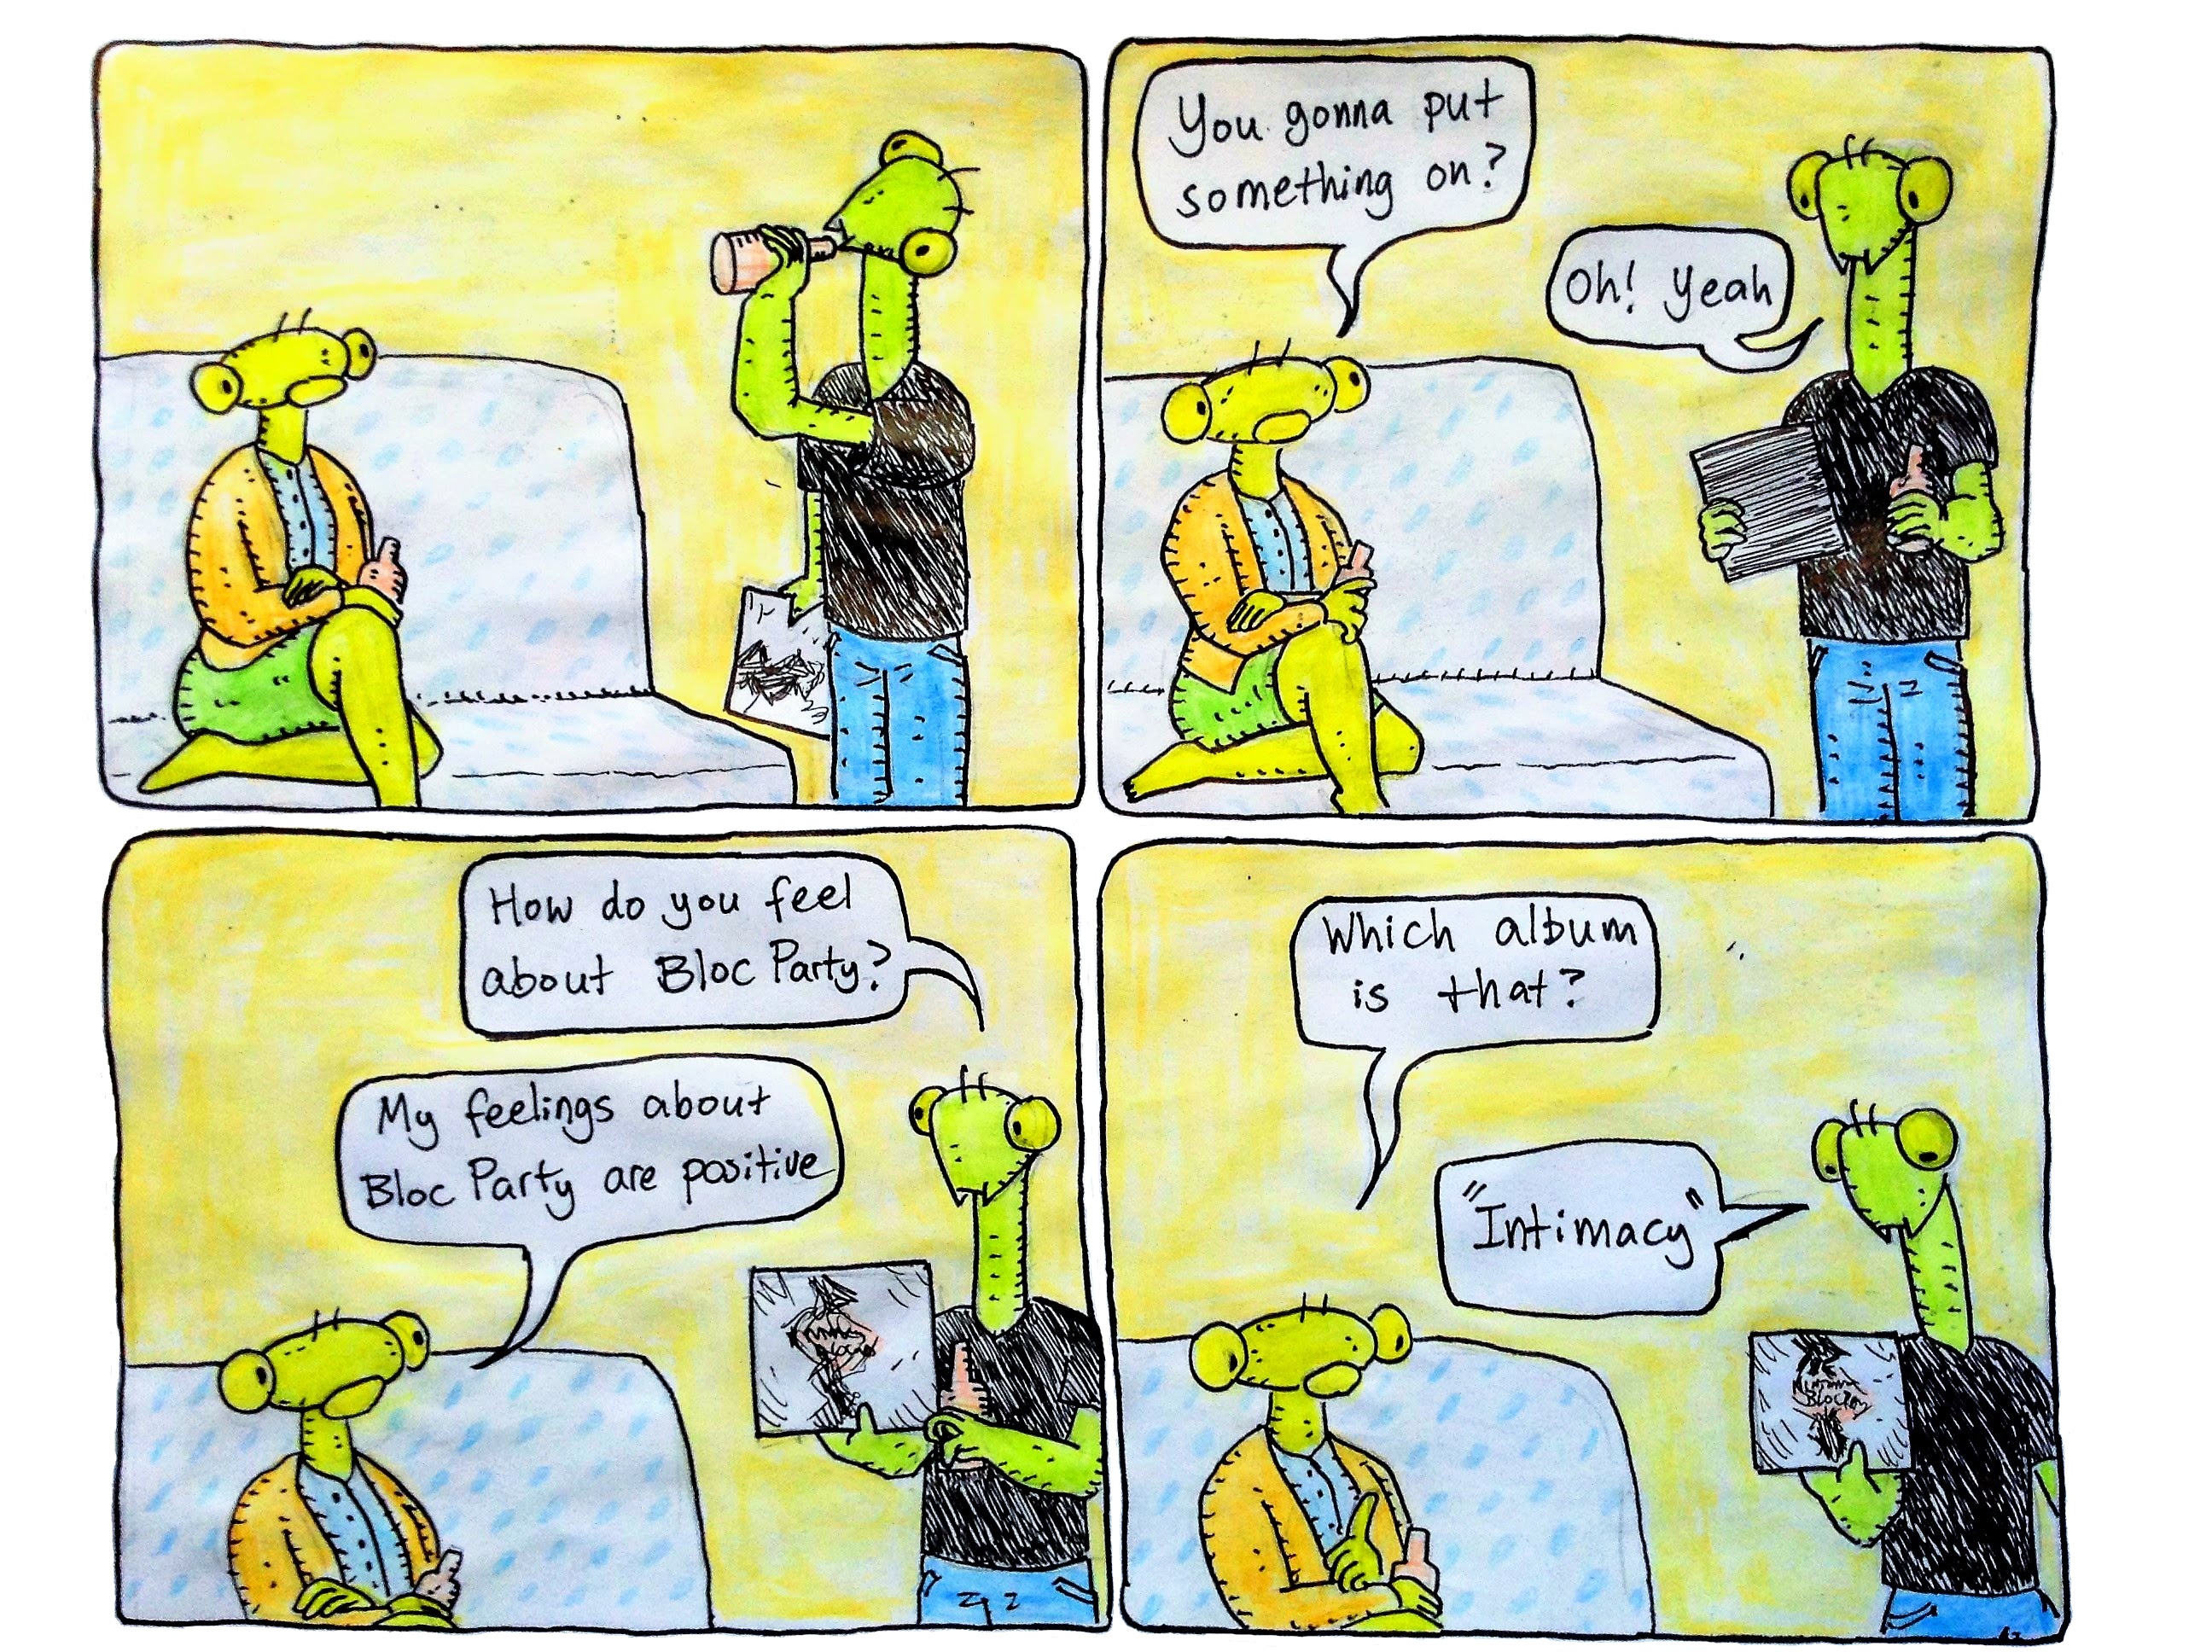 You gonna put
something on?
Oh! Yeah
How do you feel
about Bloc Party?
My feelings about
Bloc Party are positive
Which album
is that?
"Intimacy"